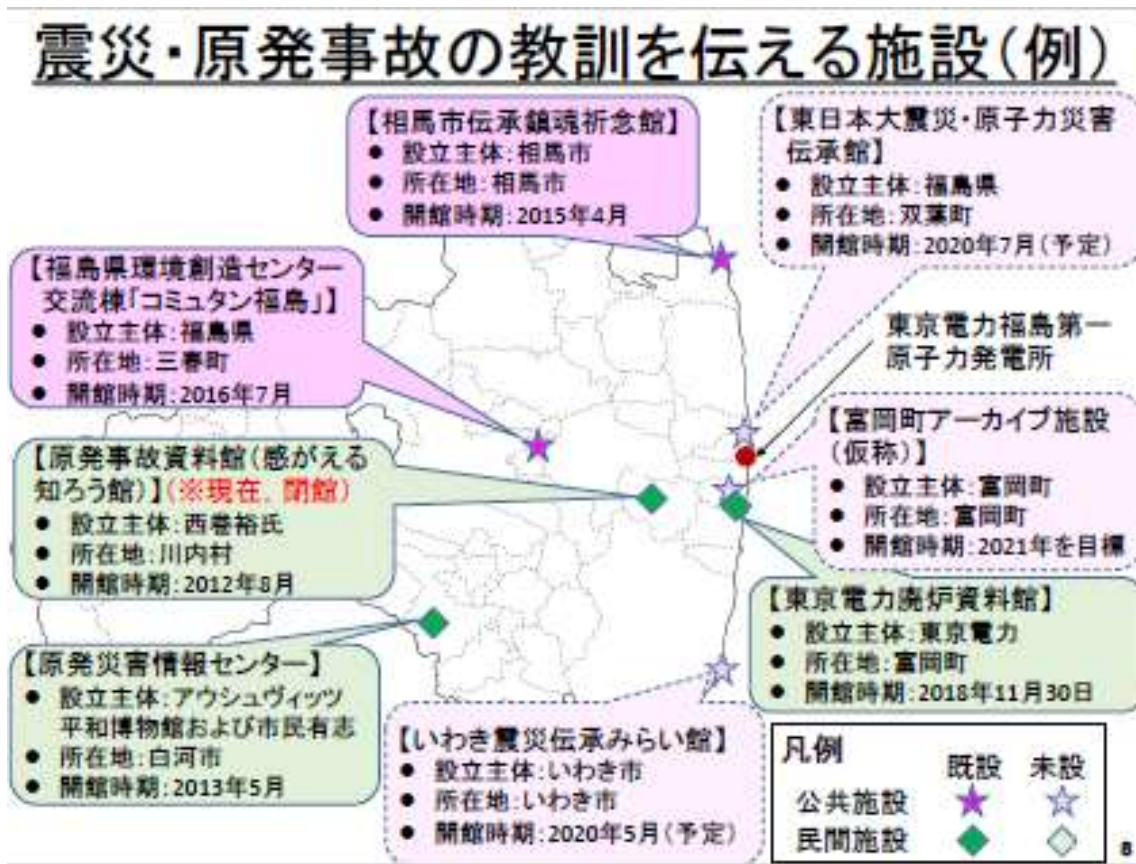 震災・原発事故の教訓を伝える施設（例）
【相馬市伝承鎮魂祈念館】
● 設立主体：相馬市
● 所在地：相馬市
● 開館時期：2015年4月
【東日本大震災・原子力災害
伝承館】
● 設立主体：福島県
● 所在地：双葉町
● 開館時期：2020年7月（予定）
【福島県環境創造センター
交流棟「コミュタン福島」】
● 設立主体：福島県
● 所在地：三春町
● 開館時期：2016年7月
東京電力福島第一
原子力発電所
【富岡町アーカイブ施設
（仮称）】
● 設立主体：富岡町
● 所在地：富岡町
● 開館時期：2021年を目標
【原発事故資料館（感がえる
知ろう館）】（※現在、閉館）
● 設立主体：西巻裕氏
● 所在地：川内村
● 開館時期：2012年8月
【東京電力廃炉資料館】
● 設立主体：東京電力
● 所在地：富岡町
● 開館時期：2018年11月30日
【原発災害情報センター】
● 設立主体：アウシュヴィッツ
平和博物館および市民有志
● 所在地：白河市
● 開館時期：2013年5月
【いわき震災伝承みらい館】
● 設立主体：いわき市
● 所在地：いわき市
● 開館時期：2020年5月（予定）
凡例
既設 未設
公共施設
民間施設
8